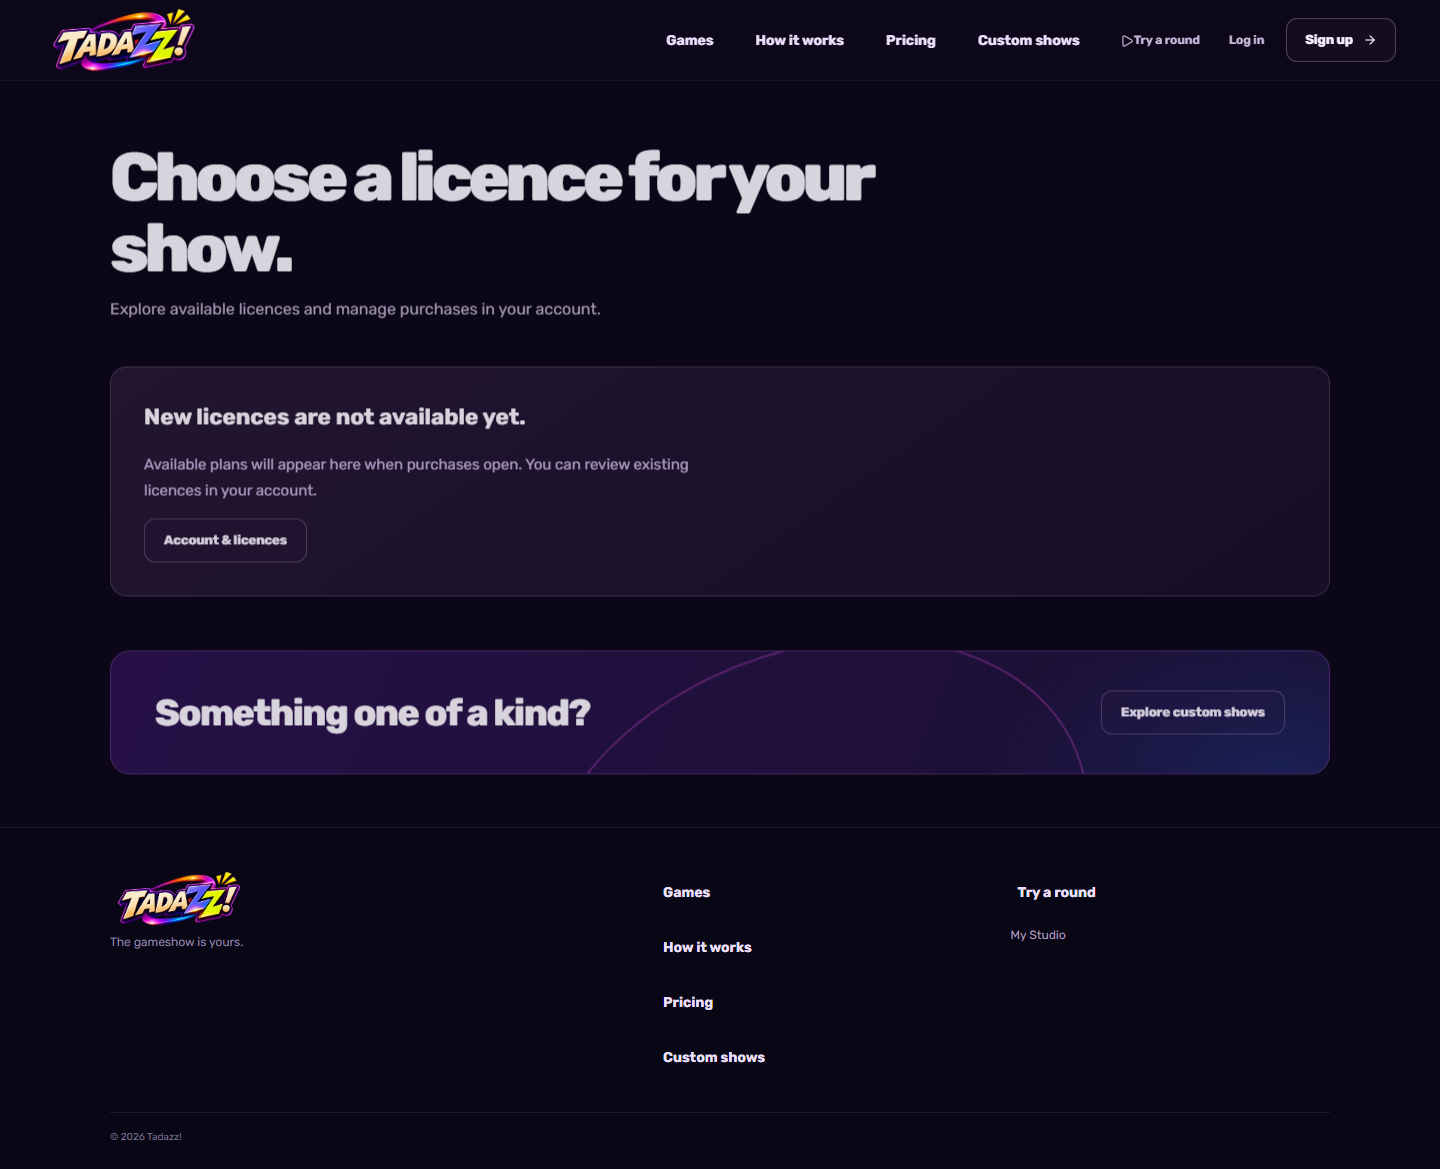 TADAZZ!
Games
How it works
Pricing
Custom shows
Try a round
Log in
Sign up
Choose a licence for your
show.
Explore available licences and manage purchases in your account.
New licences are not available yet.
Available plans will appear here when purchases open. You can review existing
licences in your account.
Account & licences
Something one of a kind?
Explore custom shows
TADAZZ!
The gameshow is yours.
Games
How it works
Pricing
Custom shows
Try a round
My Studio
© 2026 Tadazz!